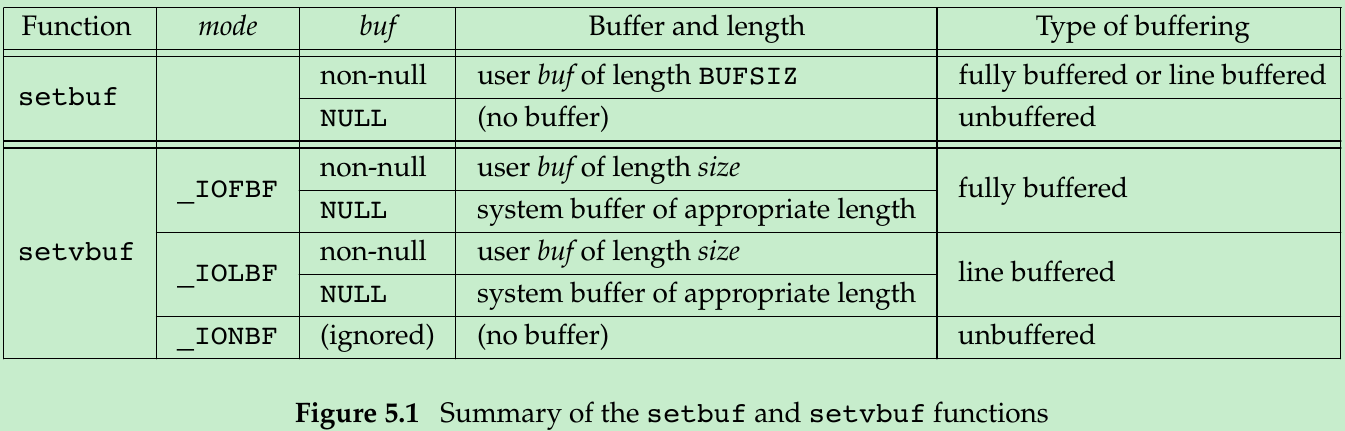 Function mode buf Buffer and length Type of buffering
setbuf non-null user buf of length BUFSIZ fully buffered or line buffered
NULL (no buffer) unbuffered
setvbuf _IOFBF non-null user buf of length size fully buffered
NULL system buffer of appropriate length
_IOLBF non-null user buf of length size line buffered
NULL system buffer of appropriate length
_IONBF (ignored) (no buffer) unbuffered
Figure 5.1 Summary of the setbuf and setvbuf functions